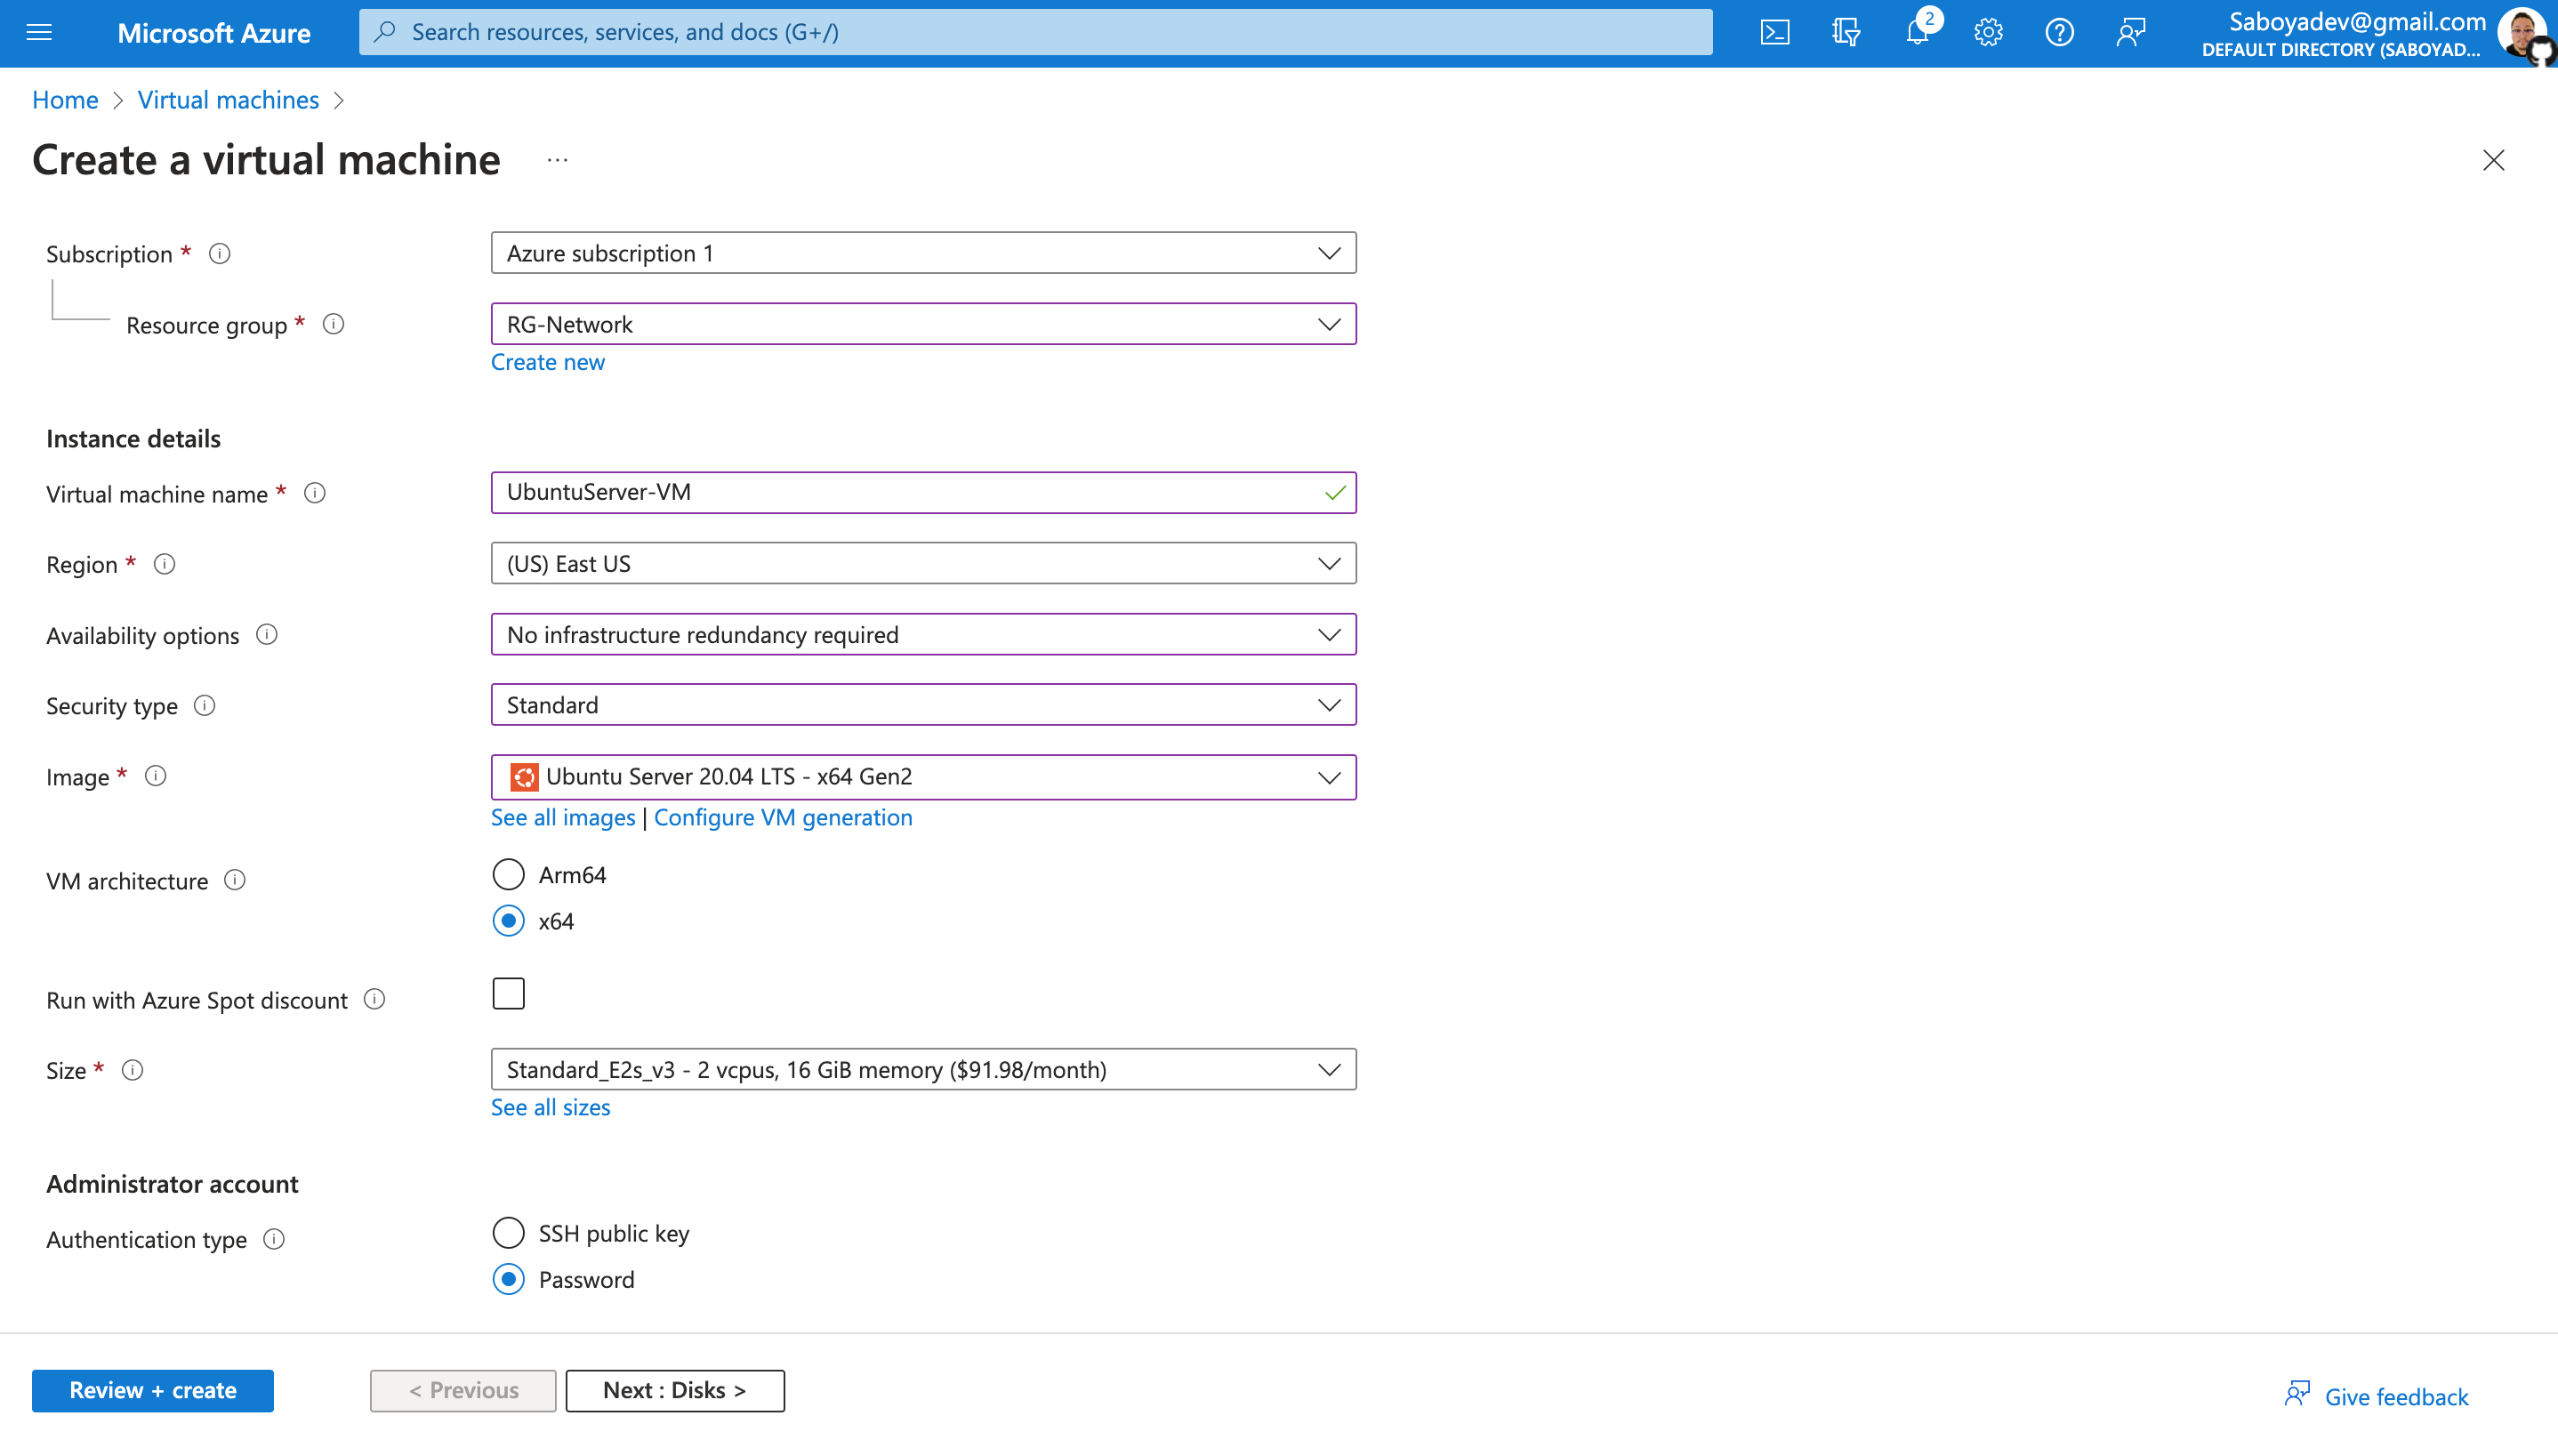 Microsoft Azure
Search resources, services, and docs (G+/)
2
Saboyadev@gmail.com
DEFAULT DIRECTORY (SABOYAD...
Home > Virtual machines >
Create a virtual machine ...
Subscription *
Azure subscription 1
Resource group *
RG-Network
Create new
Instance details
Virtual machine name *
UbuntuServer-VM
Region *
(US) East US
Availability options
No infrastructure redundancy required
Security type
Standard
Image *
Ubuntu Server 20.04 LTS - x64 Gen2
See all images | Configure VM generation
VM architecture
Arm64
x64
Run with Azure Spot discount
Size *
Standard_E2s_v3 - 2 vcpus, 16 GiB memory ($91.98/month)
See all sizes
Administrator account
Authentication type
SSH public key
Password
Review + create
< Previous
Next : Disks >
Give feedback